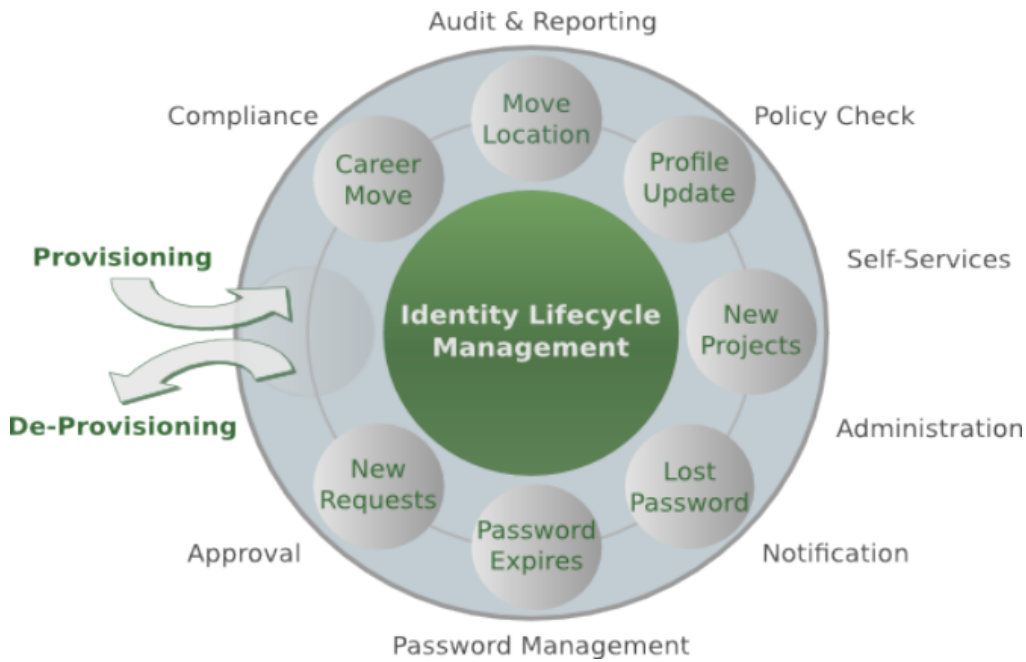 Audit & Reporting
Compliance
Policy Check
Move
Location
Career
Move
Profile
Update
Provisioning
Self-Services
Identity Lifecycle
Management
New
Projects
De-Provisioning
Administration
New
Requests
Lost
Password
Password
Expires
Approval
Notification
Password Management